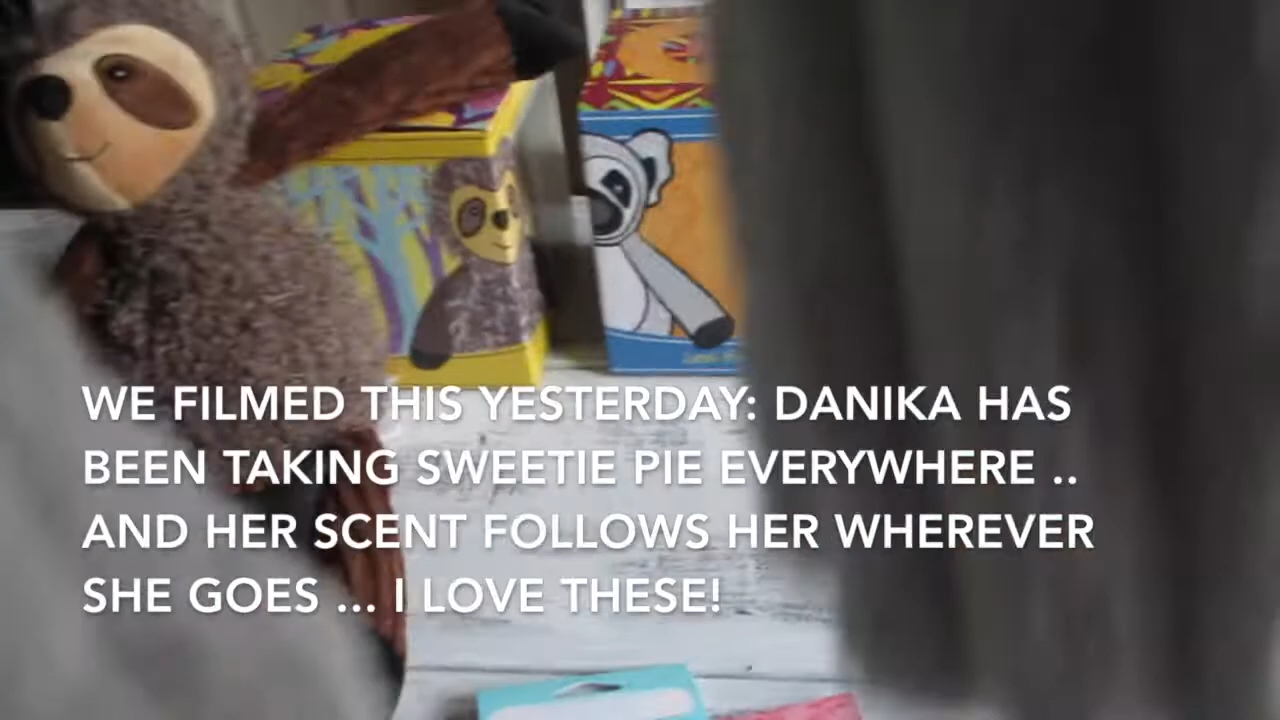 WE FILMED THIS YESTERDAY: DANIKA HAS
BEEN TAKING SWEETIE PIE EVERYWHERE ..
AND HER SCENT FOLLOWS HER WHEREVER
SHE GOES ... I LOVE THESE!